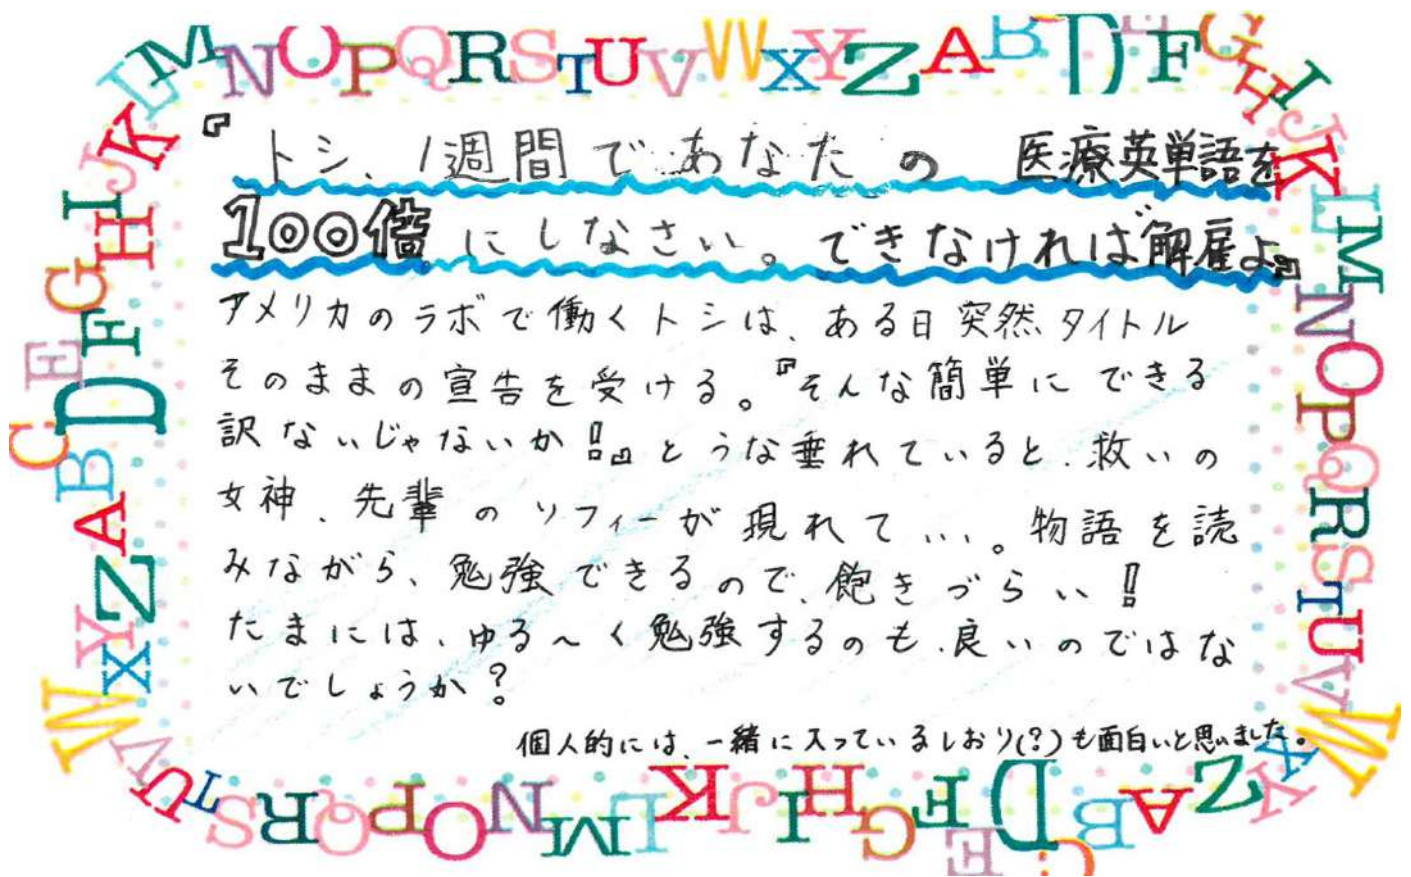 『トシ、1週間であなたの 医療英単語を
100倍にしなさい。できなければ解雇よ』
アメリカのラボで働くトシは、ある日突然タイトル
そのままの宣告を受ける。『そんな簡単にできる
訳ないじゃないか!!』とうな垂れていると、救いの
女神、先輩のソフィーが現れて...。物語を読
みながら、勉強できるので、飽きづらい!!
たまには、ゆる〜く勉強するのも、良いのではな
いでしょうか?
個人的には、一緒に入っているしおり(?)も面白いと思いました。